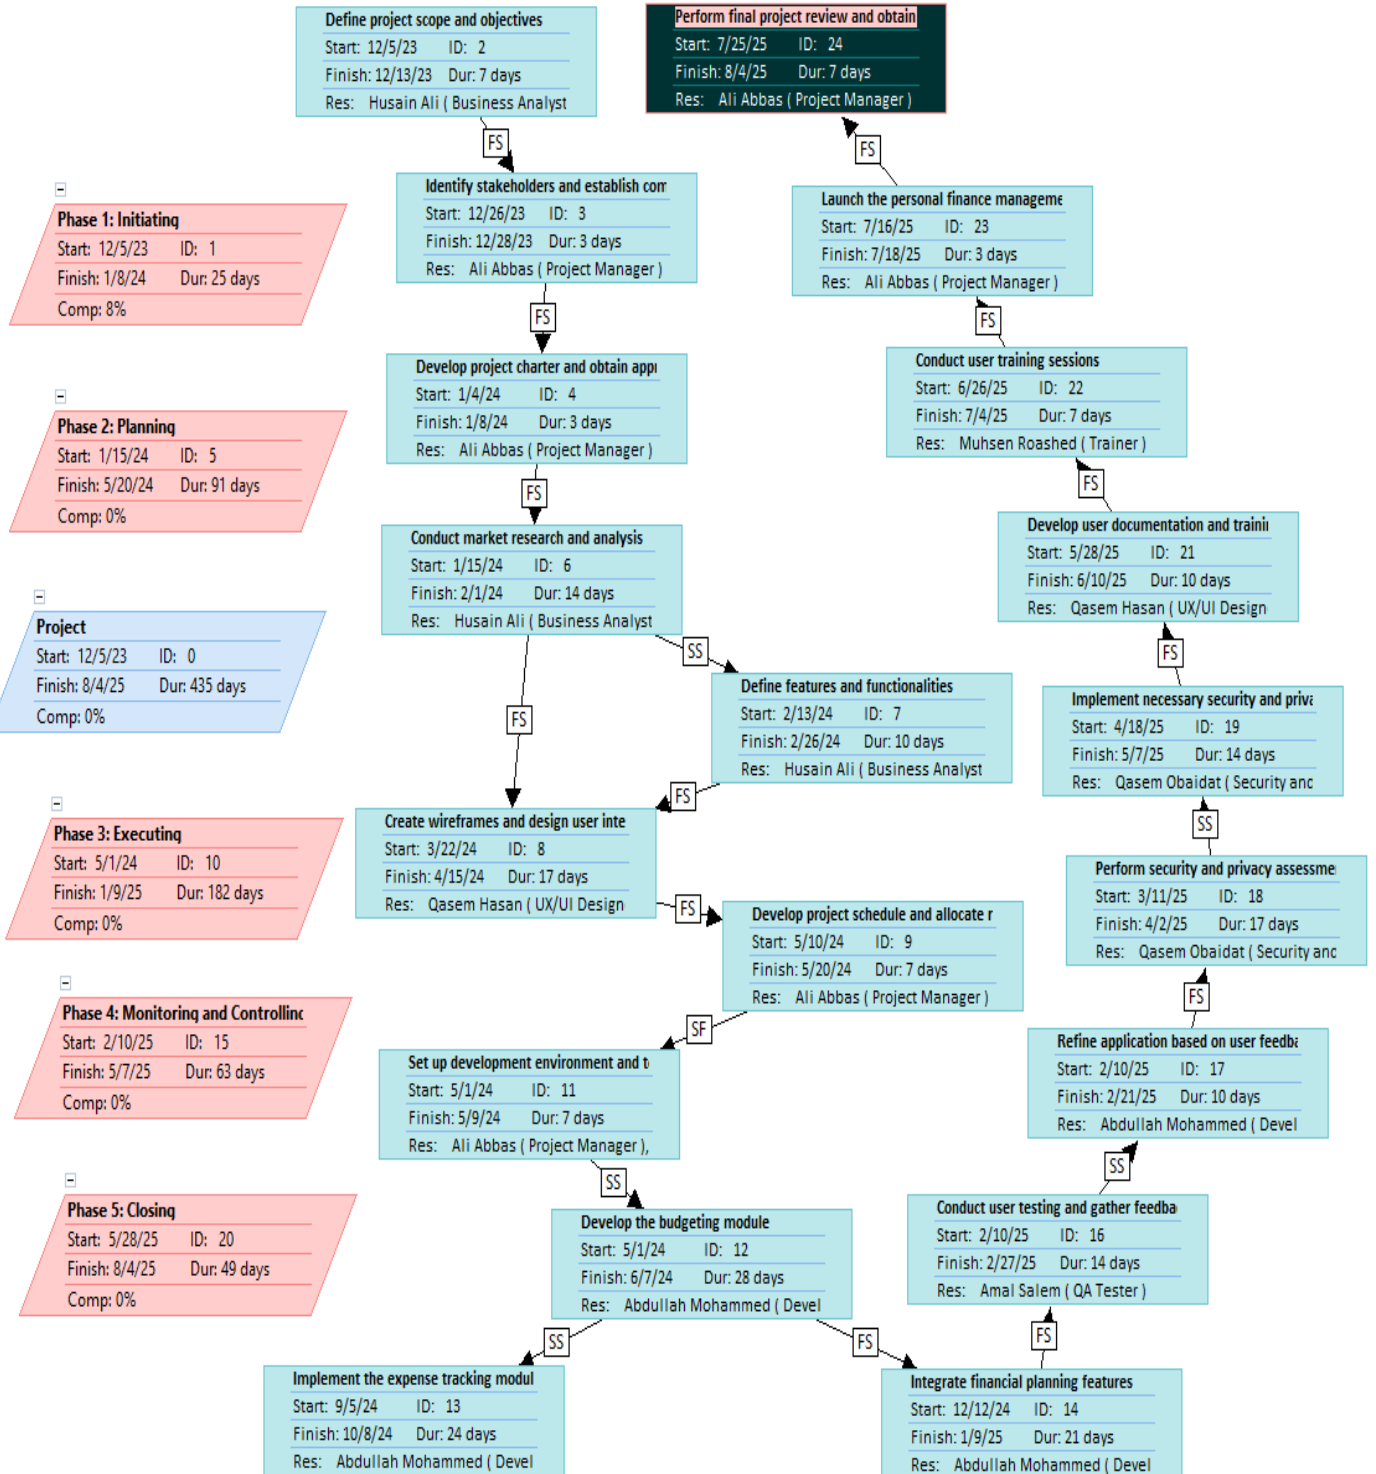 Define project scope and objectives
Start: 12/5/23 ID: 2
Finish: 12/13/23 Dur: 7 days
Res: Husain Ali ( Business Analyst
Perform final project review and obtain
Start: 7/25/25 ID: 24
Finish: 8/4/25 Dur: 7 days
Res: Ali Abbas ( Project Manager )
FS
FS
Identify stakeholders and establish com
Start: 12/26/23 ID: 3
Finish: 12/28/23 Dur: 3 days
Res: Ali Abbas ( Project Manager )
Launch the personal finance manageme
Start: 7/16/25 ID: 23
Finish: 7/18/25 Dur: 3 days
Res: Ali Abbas ( Project Manager )
Phase 1: Initiating
Start: 12/5/23 ID: 1
Finish: 1/8/24 Dur: 25 days
Comp: 8%
FS
FS
Develop project charter and obtain appr
Start: 1/4/24 ID: 4
Finish: 1/8/24 Dur: 3 days
Res: Ali Abbas ( Project Manager )
Conduct user training sessions
Start: 6/26/25 ID: 22
Finish: 7/4/25 Dur: 7 days
Res: Muhsen Roashed ( Trainer )
Phase 2: Planning
Start: 1/15/24 ID: 5
Finish: 5/20/24 Dur: 91 days
Comp: 0%
FS
FS
Conduct market research and analysis
Start: 1/15/24 ID: 6
Finish: 2/1/24 Dur: 14 days
Res: Husain Ali ( Business Analyst
Develop user documentation and traini
Start: 5/28/25 ID: 21
Finish: 6/10/25 Dur: 10 days
Res: Qasem Hasan ( UX/UI Design
Project
Start: 12/5/23 ID: 0
Finish: 8/4/25 Dur: 435 days
Comp: 0%
SS
FS
Define features and functionalities
Start: 2/13/24 ID: 7
Finish: 2/26/24 Dur: 10 days
Res: Husain Ali ( Business Analyst
Implement necessary security and priva
Start: 4/18/25 ID: 19
Finish: 5/7/25 Dur: 14 days
Res: Qasem Obaidat ( Security and
FS
FS
SS
Phase 3: Executing
Start: 5/1/24 ID: 10
Finish: 1/9/25 Dur: 182 days
Comp: 0%
Create wireframes and design user inte
Start: 3/22/24 ID: 8
Finish: 4/15/24 Dur: 17 days
Res: Qasem Hasan ( UX/UI Design
Perform security and privacy assessme
Start: 3/11/25 ID: 18
Finish: 4/2/25 Dur: 17 days
Res: Qasem Obaidat ( Security and
FS
Develop project schedule and allocate r
Start: 5/10/24 ID: 9
Finish: 5/20/24 Dur: 7 days
Res: Ali Abbas ( Project Manager )
FS
Phase 4: Monitoring and Controlling
Start: 2/10/25 ID: 15
Finish: 5/7/25 Dur: 63 days
Comp: 0%
SF
Set up development environment and to
Start: 5/1/24 ID: 11
Finish: 5/9/24 Dur: 7 days
Res: Ali Abbas ( Project Manager ),
Refine application based on user feedba
Start: 2/10/25 ID: 17
Finish: 2/21/25 Dur: 10 days
Res: Abdullah Mohammed ( Devel
SS
SS
Phase 5: Closing
Start: 5/28/25 ID: 20
Finish: 8/4/25 Dur: 49 days
Comp: 0%
Develop the budgeting module
Start: 5/1/24 ID: 12
Finish: 6/7/24 Dur: 28 days
Res: Abdullah Mohammed ( Devel
Conduct user testing and gather feedba
Start: 2/10/25 ID: 16
Finish: 2/27/25 Dur: 14 days
Res: Amal Salem ( QA Tester )
SS
FS
FS
Implement the expense tracking modul
Start: 9/5/24 ID: 13
Finish: 10/8/24 Dur: 24 days
Res: Abdullah Mohammed ( Devel
Integrate financial planning features
Start: 12/12/24 ID: 14
Finish: 1/9/25 Dur: 21 days
Res: Abdullah Mohammed ( Devel